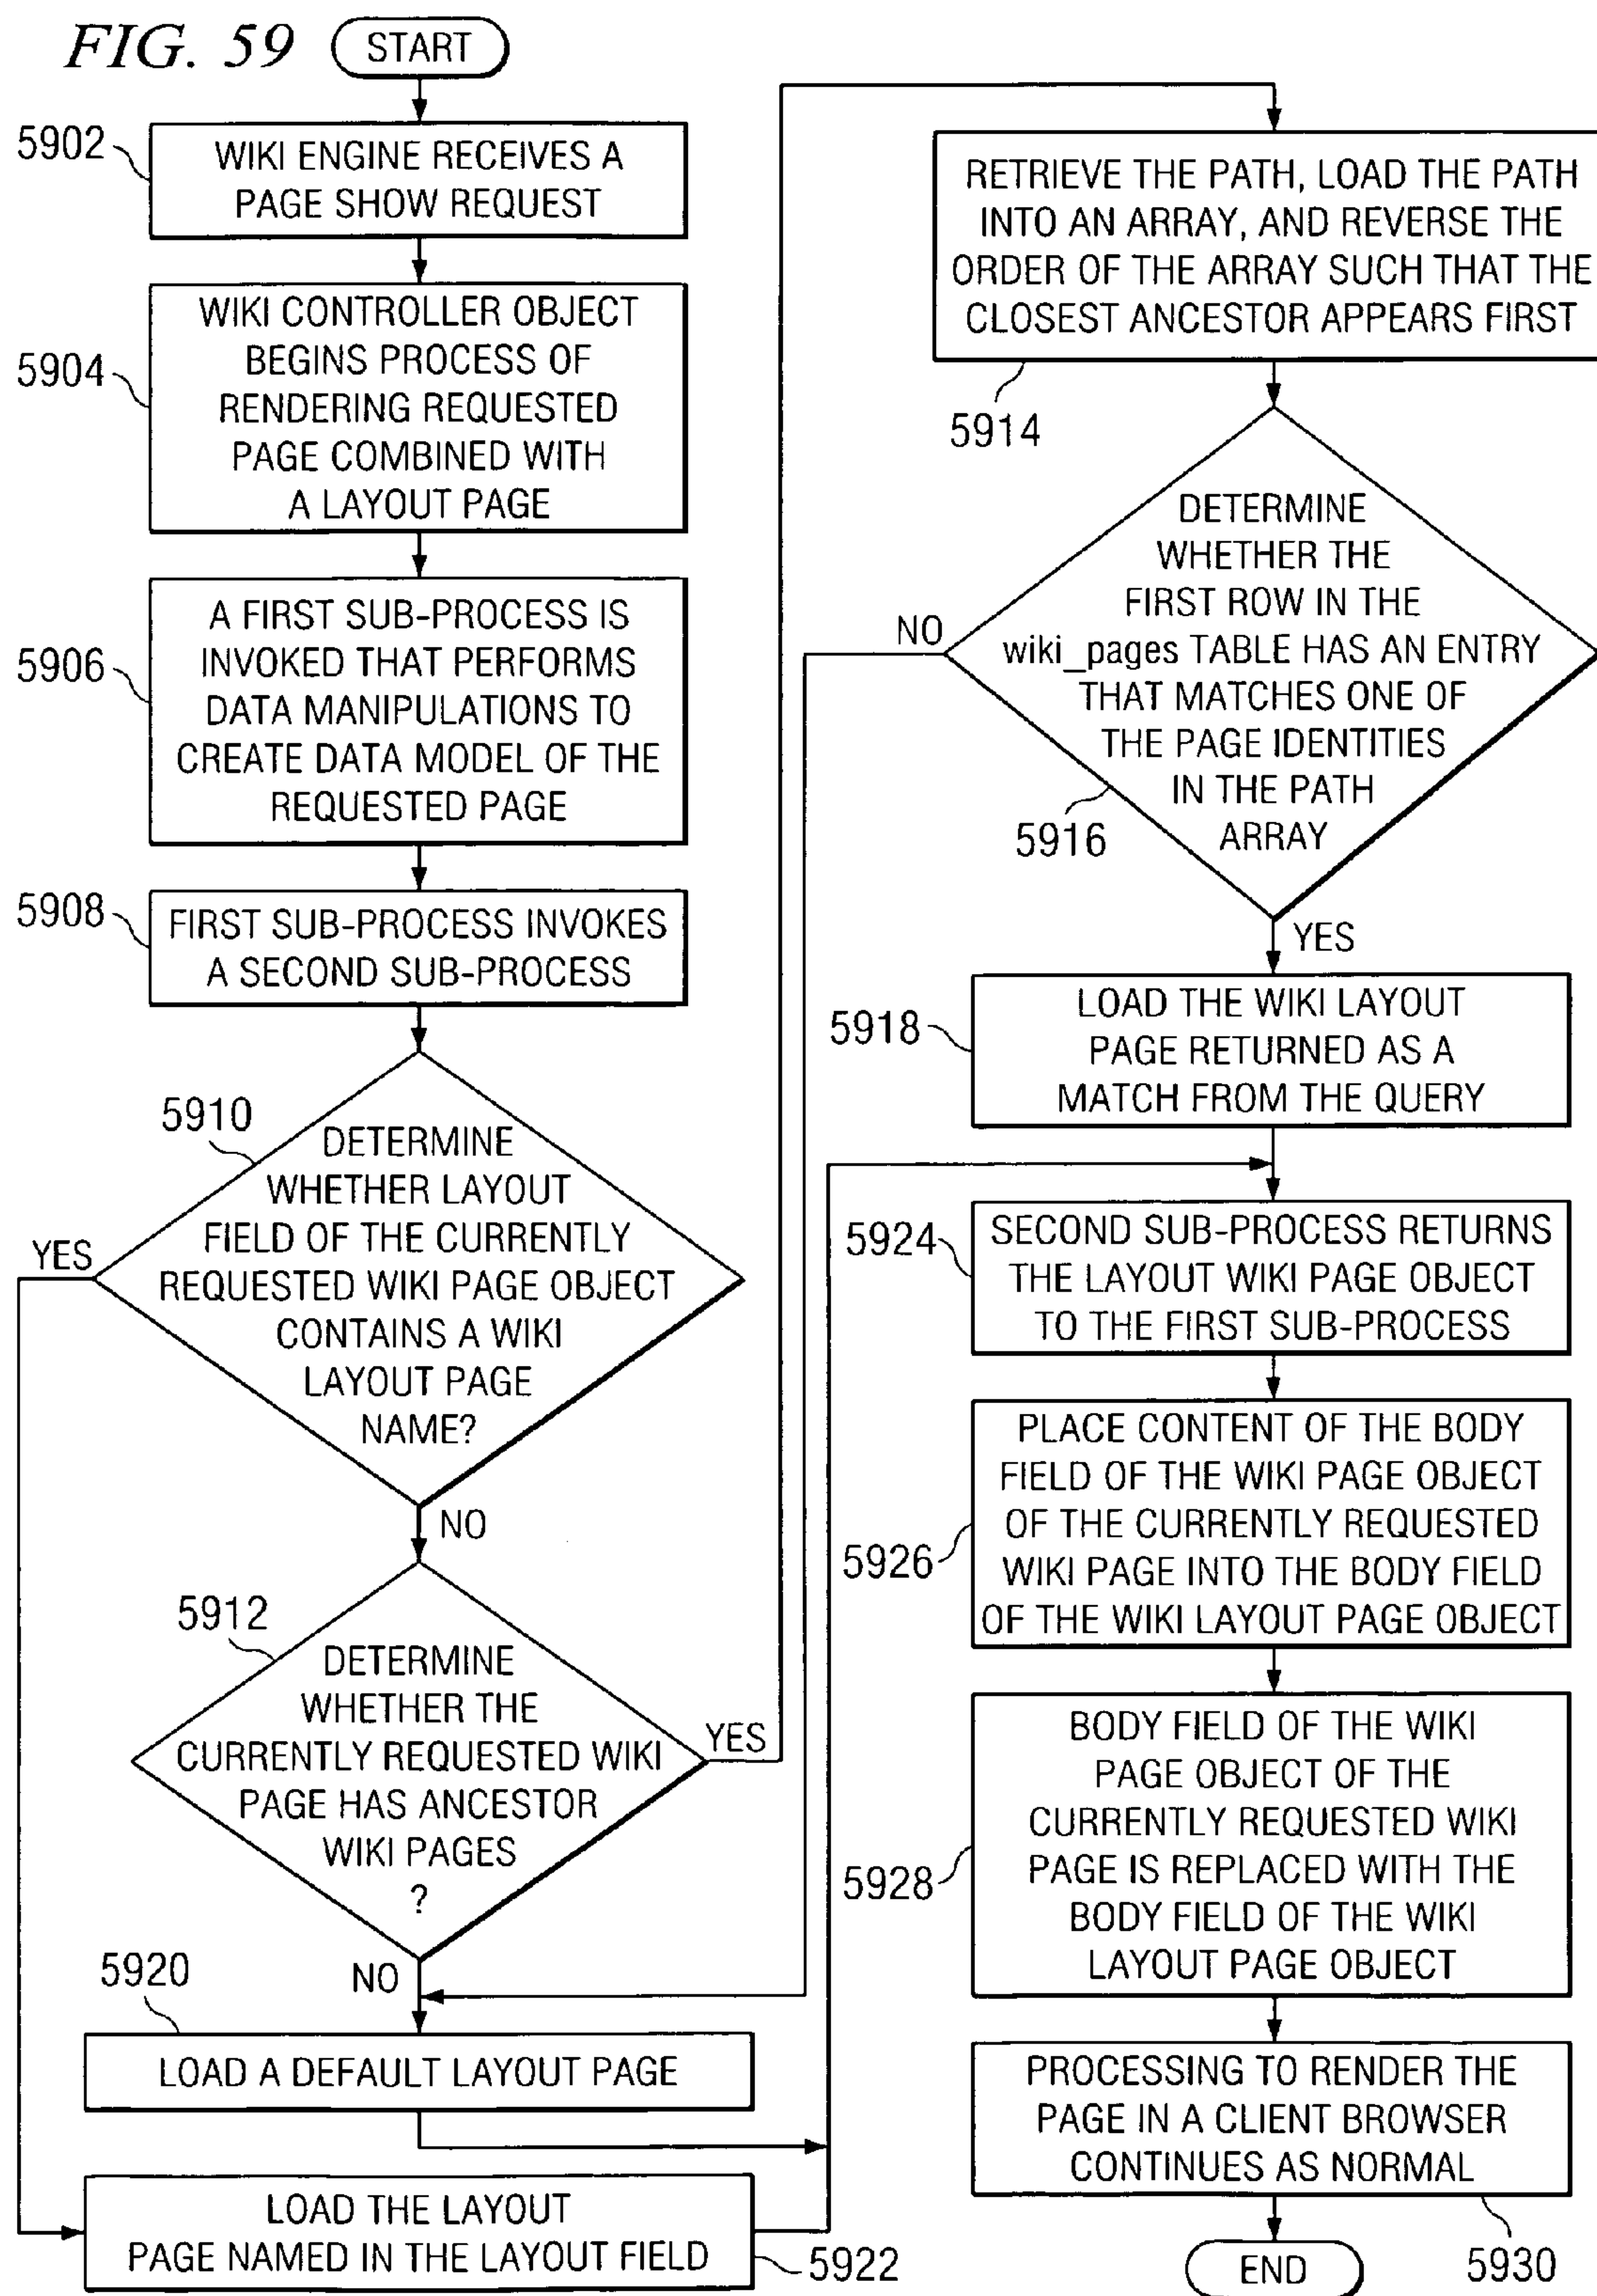 FIG. 59
START
5902
WIKI ENGINE RECEIVES A
PAGE SHOW REQUEST
5904
WIKI CONTROLLER OBJECT
BEGINS PROCESS OF
RENDERING REQUESTED
PAGE COMBINED WITH
A LAYOUT PAGE
5906
A FIRST SUB-PROCESS IS
INVOKED THAT PERFORMS
DATA MANIPULATIONS TO
CREATE DATA MODEL OF THE
REQUESTED PAGE
5908
FIRST SUB-PROCESS INVOKES
A SECOND SUB-PROCESS
5910
DETERMINE
WHETHER LAYOUT
FIELD OF THE CURRENTLY
REQUESTED WIKI PAGE OBJECT
CONTAINS A WIKI
LAYOUT PAGE
NAME?
YES
NO
5912
DETERMINE
WHETHER THE
CURRENTLY REQUESTED WIKI
PAGE HAS ANCESTOR
WIKI PAGES
?
YES
NO
5920
LOAD A DEFAULT LAYOUT PAGE
LOAD THE LAYOUT
PAGE NAMED IN THE LAYOUT FIELD
5922
RETRIEVE THE PATH, LOAD THE PATH
INTO AN ARRAY, AND REVERSE THE
ORDER OF THE ARRAY SUCH THAT THE
CLOSEST ANCESTOR APPEARS FIRST
5914
DETERMINE
WHETHER THE
FIRST ROW IN THE
wiki_pages TABLE HAS AN ENTRY
THAT MATCHES ONE OF
THE PAGE IDENTITIES
IN THE PATH
ARRAY
NO
5916
YES
5918
LOAD THE WIKI LAYOUT
PAGE RETURNED AS A
MATCH FROM THE QUERY
5924
SECOND SUB-PROCESS RETURNS
THE LAYOUT WIKI PAGE OBJECT
TO THE FIRST SUB-PROCESS
5926
PLACE CONTENT OF THE BODY
FIELD OF THE WIKI PAGE OBJECT
OF THE CURRENTLY REQUESTED
WIKI PAGE INTO THE BODY FIELD
OF THE WIKI LAYOUT PAGE OBJECT
5928
BODY FIELD OF THE WIKI
PAGE OBJECT OF THE
CURRENTLY REQUESTED WIKI
PAGE IS REPLACED WITH THE
BODY FIELD OF THE WIKI
LAYOUT PAGE OBJECT
PROCESSING TO RENDER THE
PAGE IN A CLIENT BROWSER
CONTINUES AS NORMAL
5930
END